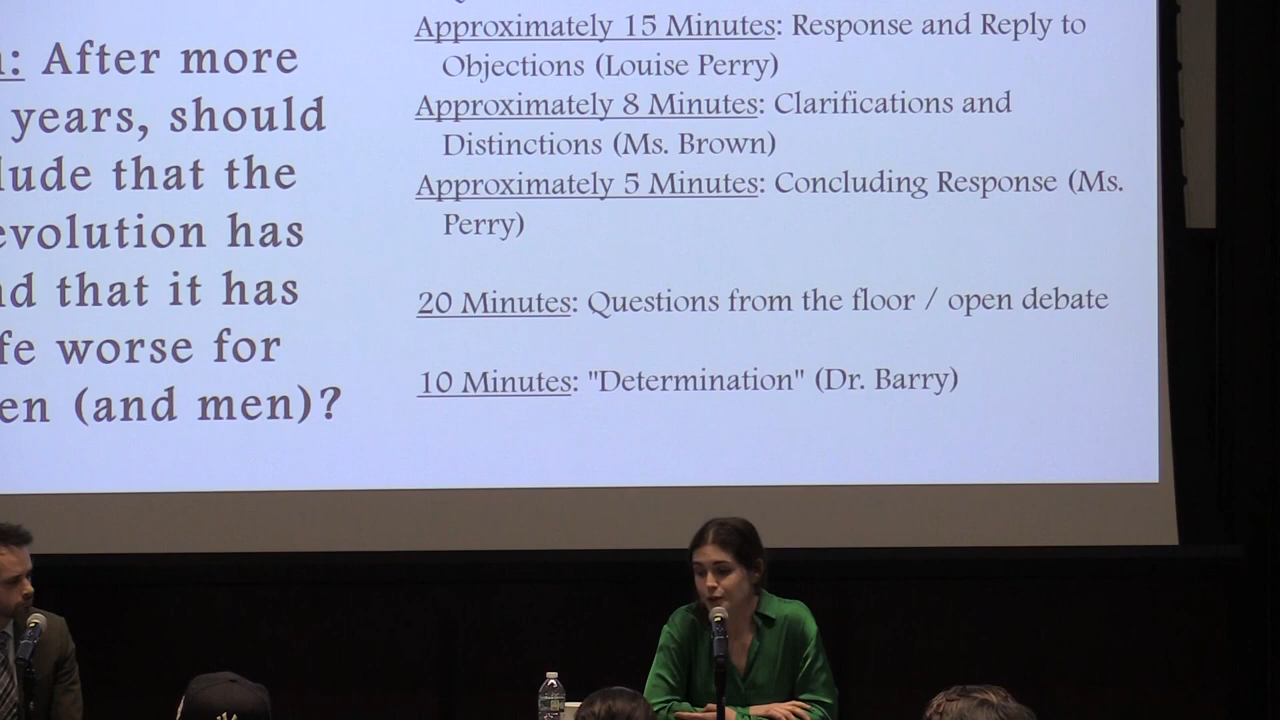 : After more
years, should
lude that the
evolution has
d that it has
fe worse for
en (and men)?
Approximately 15 Minutes: Response and Reply to
Objections (Louise Perry)
Approximately 8 Minutes: Clarifications and
Distinctions (Ms. Brown)
Approximately 5 Minutes: Concluding Response (Ms.
Perry)
20 Minutes: Questions from the floor / open debate
10 Minutes: "Determination" (Dr. Barry)